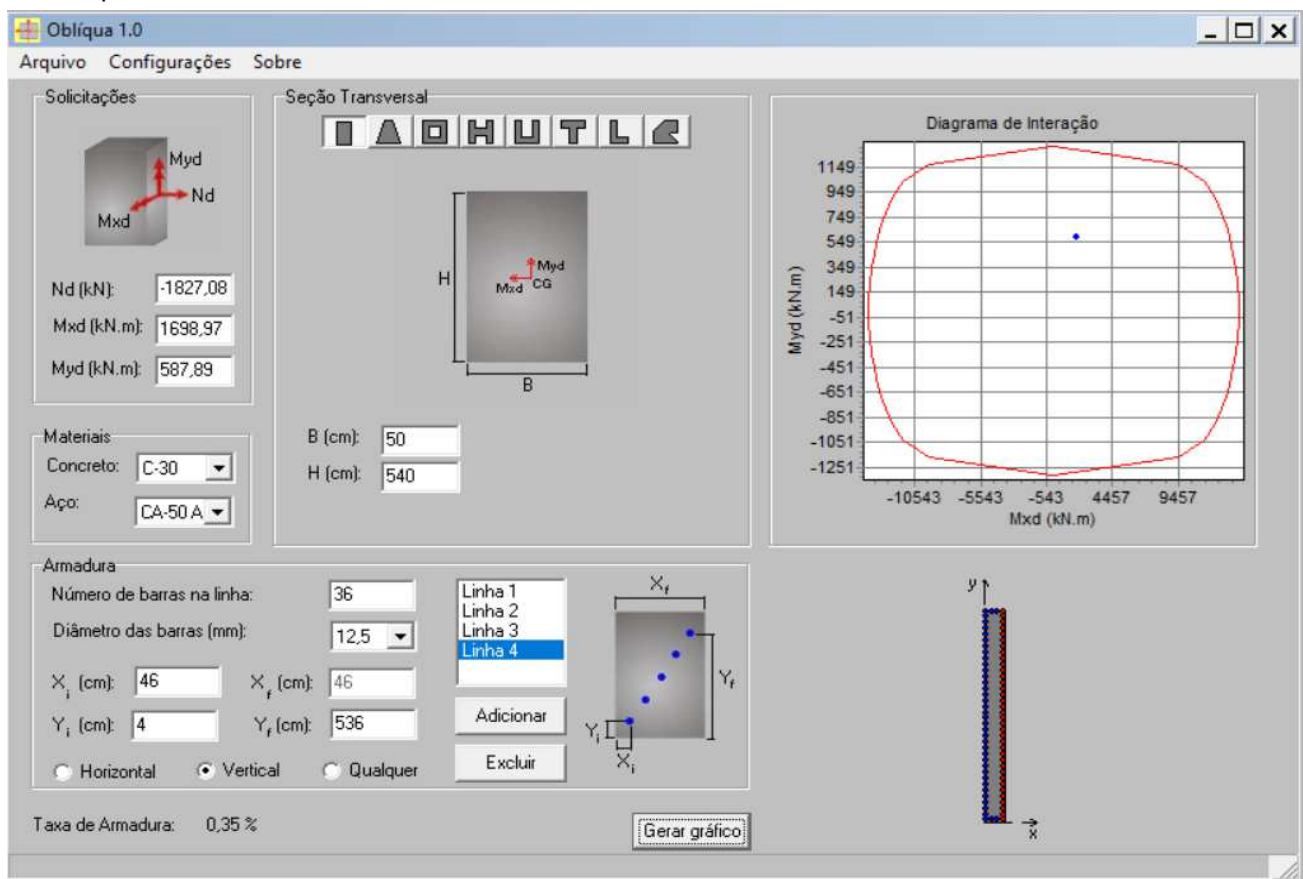 Oblíqua 1.0
Arquivo Configurações Sobre
Solicitações
Myd
Nd
Mxd
Nd (kN): -1827,08
Mxd (kN.m): 1698,97
Myd (kN.m): 587,89
Materiais
Concreto: C-30
Aço: CA-50 A
Seção Transversal
H
Myd
Mxd CG
B
B (cm): 50
H (cm): 540
Diagrama de Interação
Myd (kN.m)
1149
949
749
549
349
149
-51
-251
-451
-651
-851
-1051
-1251
-10543 -5543 -543 4457 9457
Mxd (kN.m)
Armadura
Número de barras na linha: 36
Diâmetro das barras (mm): 12,5
Xi (cm): 46 Xf (cm): 46
Yi (cm): 4 Yf (cm): 536
Horizontal Vertical Qualquer
Linha 1
Linha 2
Linha 3
Linha 4
Adicionar
Excluir
Xf
Yf
Yi
Xi
y
x
Taxa de Armadura: 0,35 %
Gerar gráfico